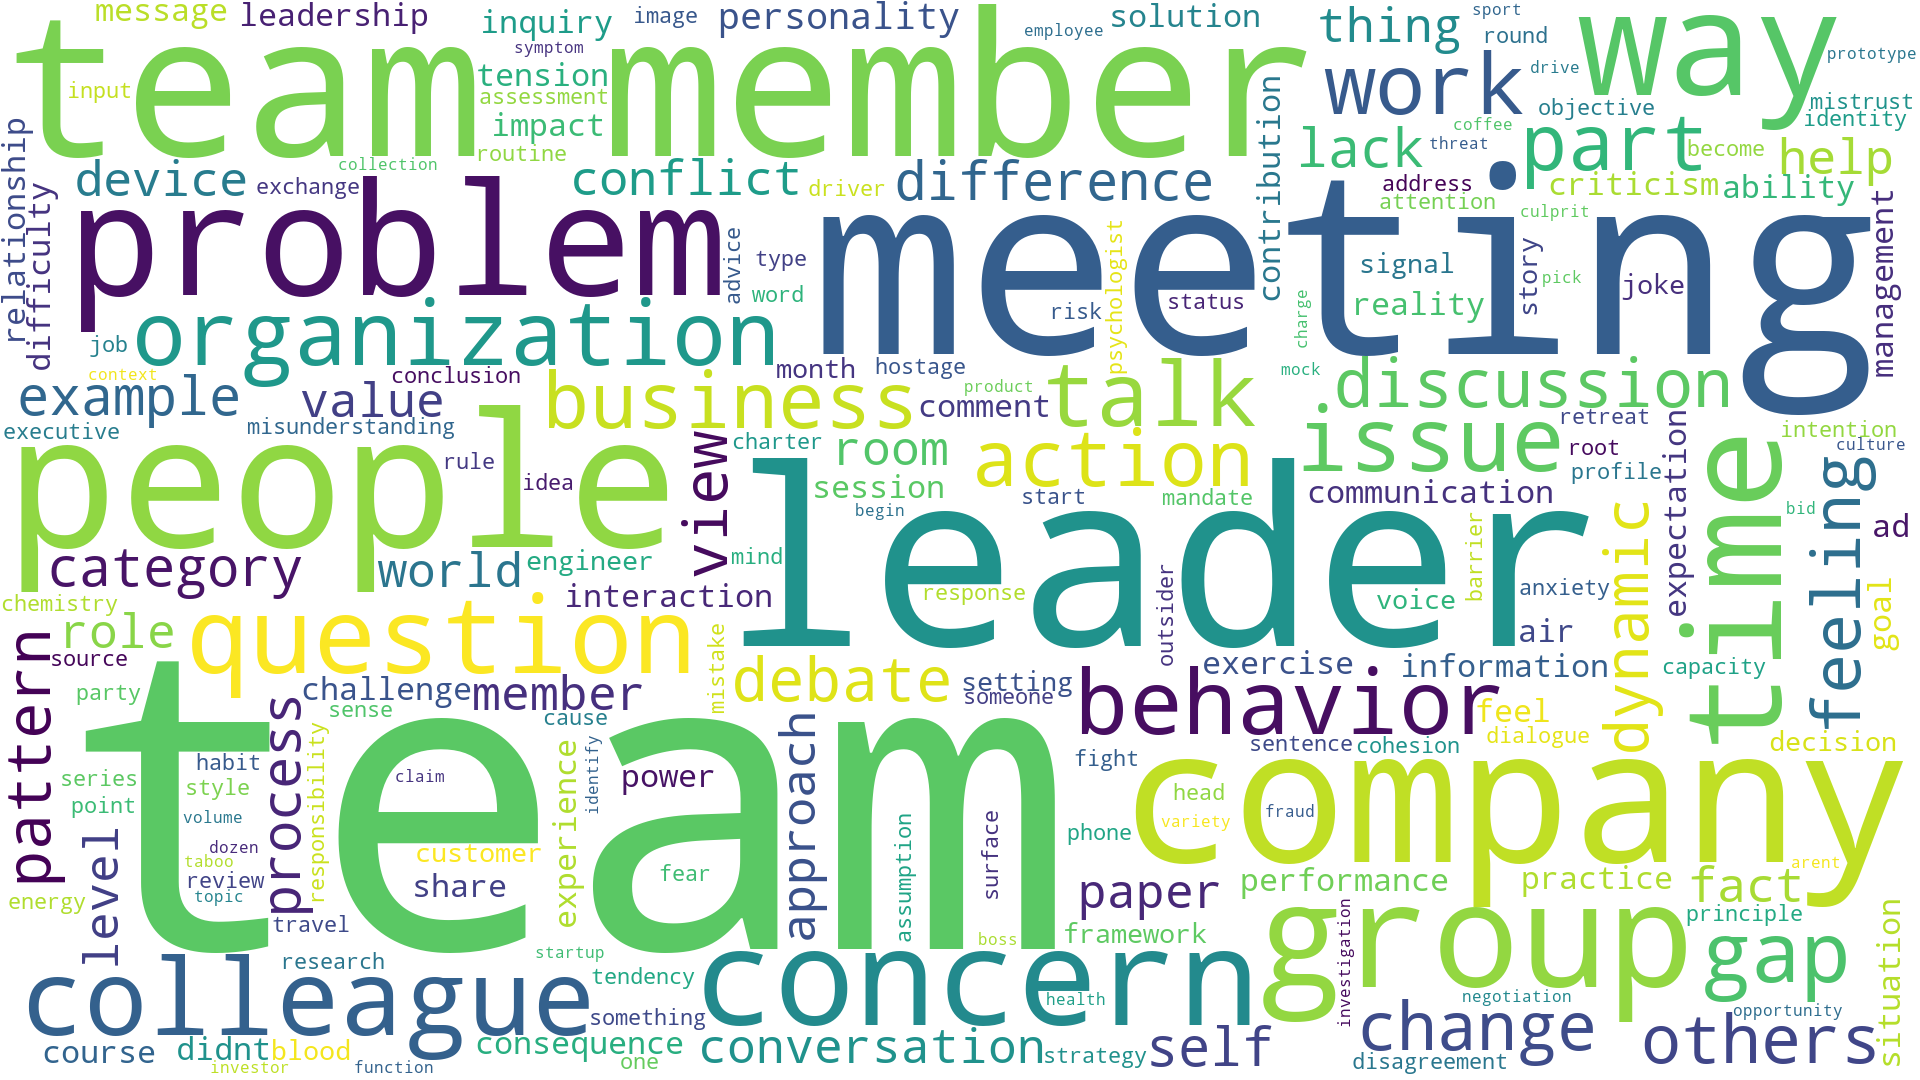 message leadership inquiry image personality solution thing sport way
symptom employee round
team member tension work drive prototype
input assessment objective mistrust
impact contribution coffee identity
relationship routine lack threat part become help
collection
device exchange conflict driver difference address criticism ability
difficulty attention culprit management
problem meeting
advice type psychologist signal story pick joke
word risk status reality
job organization charge
context month hostage mock
example value conclusion business product comment talk discussion
executive misunderstanding charter retreat intention
people rule view room action issue root expectation time culture
idea session start mandate communication profile feeling
begin leader barrier dynamic bid ad
category world engineer mind
chemistry interaction response outsider voice anxiety goal
role question air
pattern source mistake exercise information capacity
party challenge member debate setting behavior feel
sense cause someone dialogue
process habit responsibility experience identify approach fight sentence cohesion decision
series style claim power company
point volume head
team dozen assumption surface phone variety fraud
level taboo customer arent
review share fear paper performance practice fact
energy topic
travel framework group investigation principle gap situation
startup boss
colleague research tendency concern
health negotiation
something change opportunity others
course didnt blood consequence conversation strategy self disagreement
investor function one